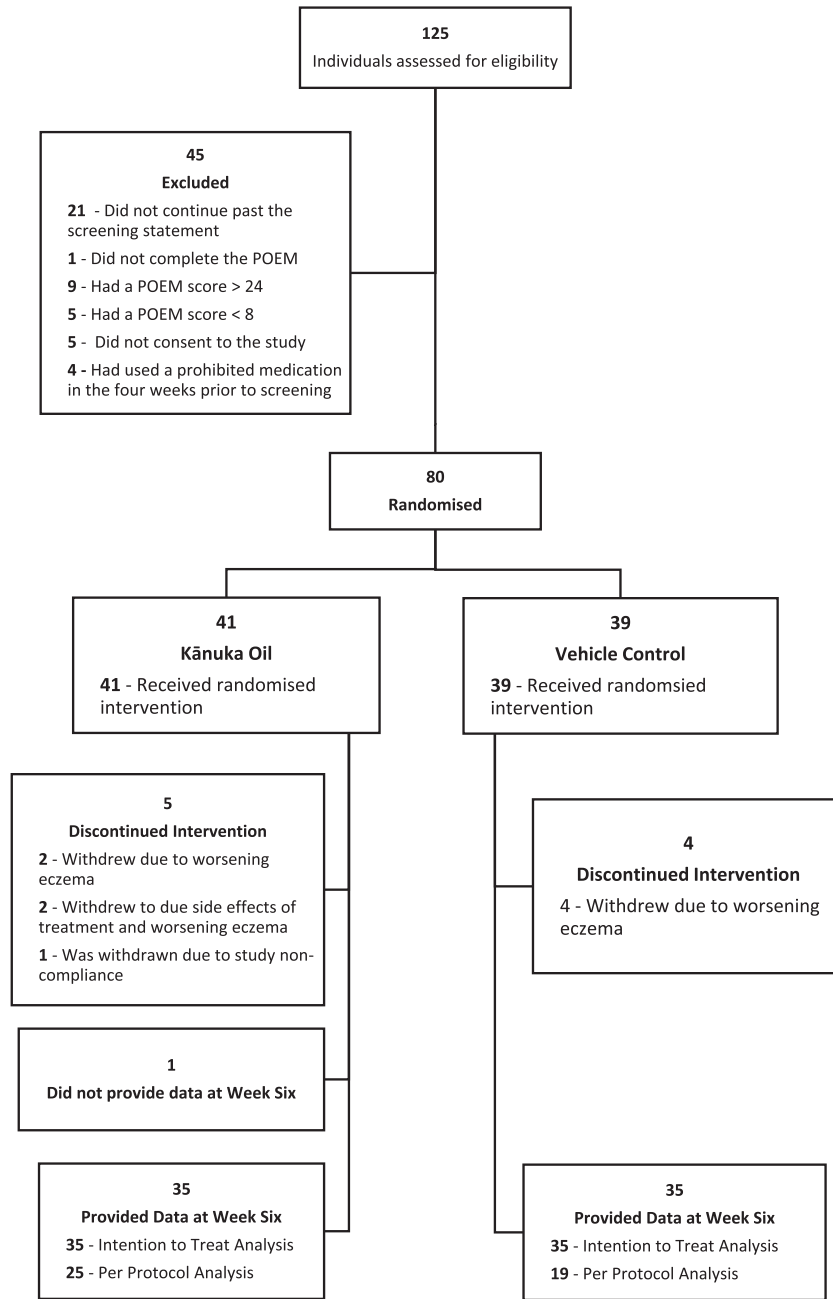 125
Individuals assessed for eligibility
45
Excluded
21 - Did not continue past the
screening statement
1 - Did not complete the POEM
9 - Had a POEM score > 24
5 - Had a POEM score < 8
5 - Did not consent to the study
4 - Had used a prohibited medication
in the four weeks prior to screening
80
Randomised
41
Kānuka Oil
41 - Received randomised
intervention
39
Vehicle Control
39 - Received randomsied
intervention
5
Discontinued Intervention
2 - Withdrew due to worsening
eczema
2 - Withdrew to due side effects of
treatment and worsening eczema
1 - Was withdrawn due to study non-
compliance
4
Discontinued Intervention
4 - Withdrew due to worsening
eczema
1
Did not provide data at Week Six
35
Provided Data at Week Six
35 - Intention to Treat Analysis
25 - Per Protocol Analysis
35
Provided Data at Week Six
35 - Intention to Treat Analysis
19 - Per Protocol Analysis